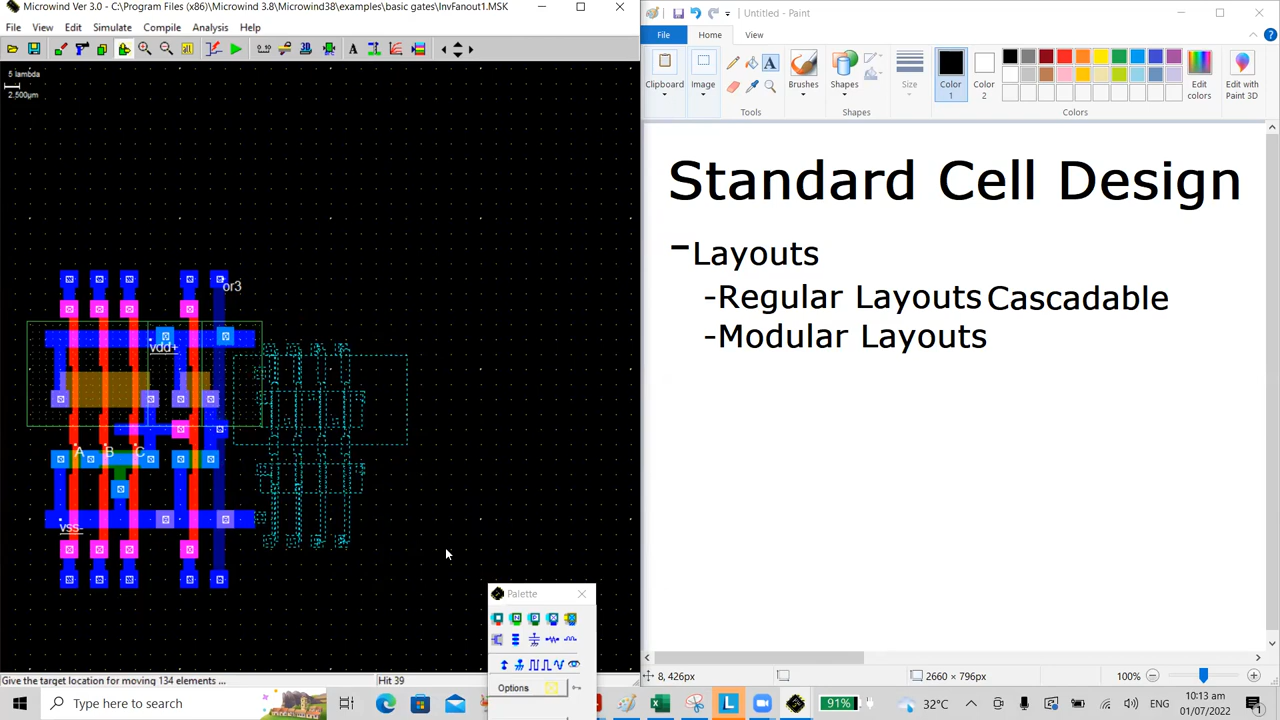 Microwind Ver 3.0 - C:\Program Files (x86)\Microwind 3.8\Microwind38\examples\basic gates\InvFanout1.MSK
File View Edit Simulate Compile Analysis Help
5 lambda
2.500µm
or3
vdd+
A B C
vss-
Palette
Options
Give the target location for moving 134 elements ...
Hit 39
Untitled - Paint
File Home View
Clipboard
Image
Tools
Brushes
Shapes
Shapes
Size
Color 1
Color 2
Colors
Edit colors
Edit with Paint 3D
Standard Cell Design
-Layouts
-Regular Layouts Cascadable
-Modular Layouts
8, 426px
2660 × 796px
100%
Type here to search
91%
32°C
ENG
10:13 am
01/07/2022